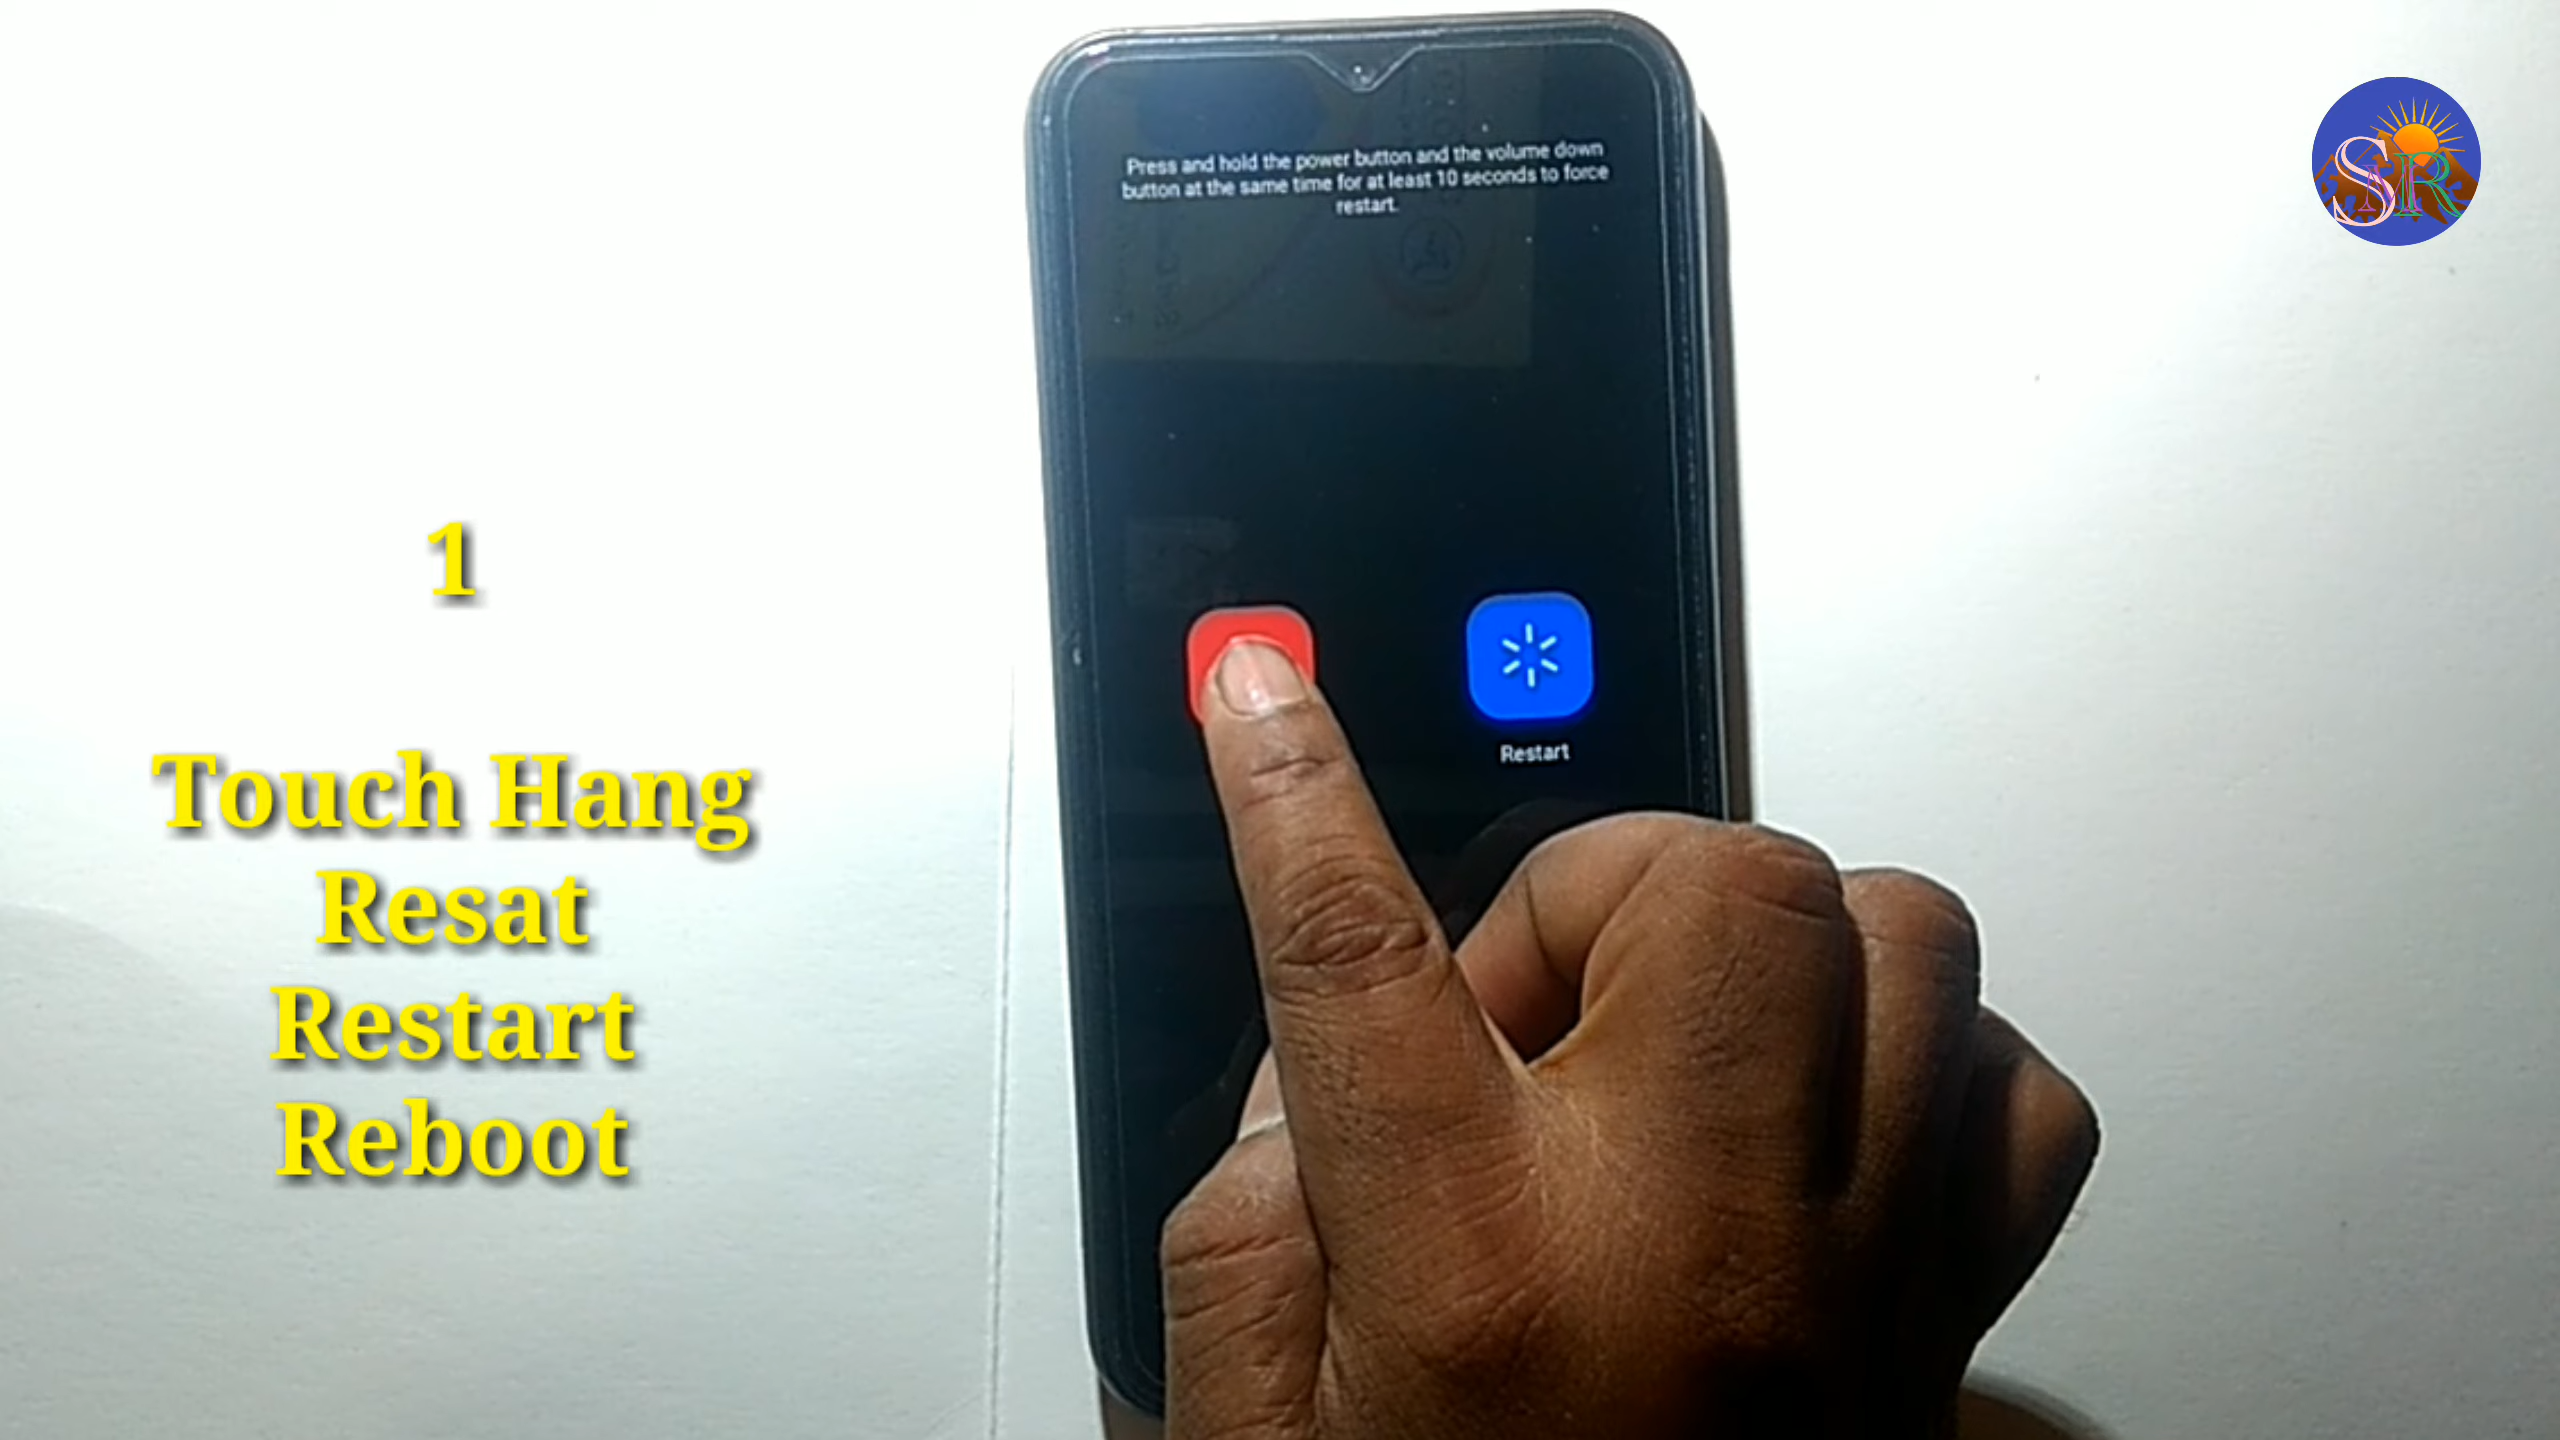 Press and hold the power button and the volume down
button at the same time for at least 10 seconds to force
restart.
Restart
1
Touch Hang
Resat
Restart
Reboot